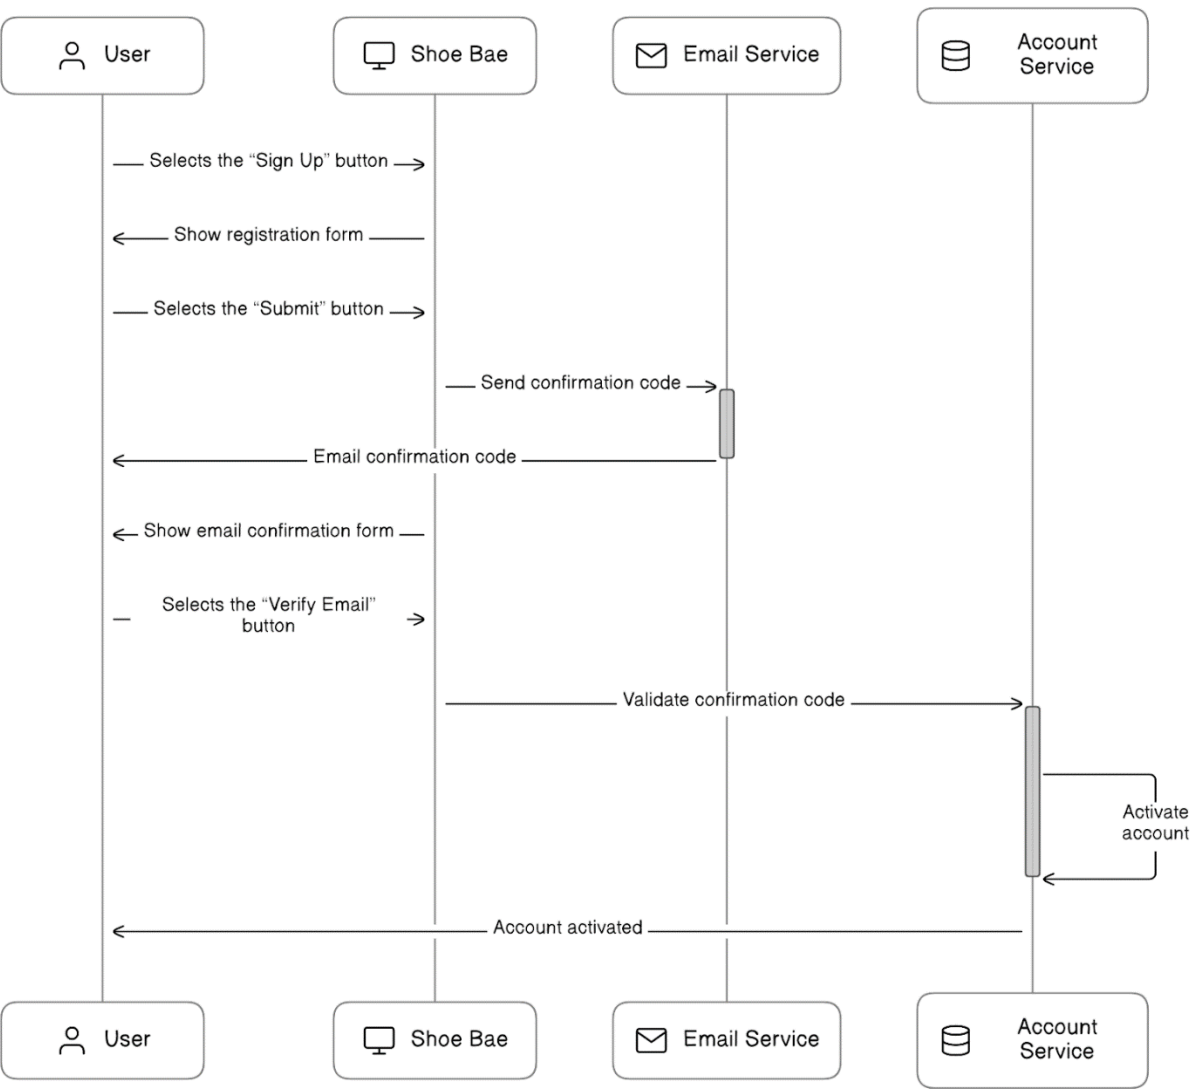 User
Shoe Bae
Email Service
Account
Service
Selects the “Sign Up” button
Show registration form
Selects the “Submit” button
Send confirmation code
Email confirmation code
Show email confirmation form
Selects the “Verify Email”
button
Validate confirmation code
Activate
account
Account activated
User
Shoe Bae
Email Service
Account
Service